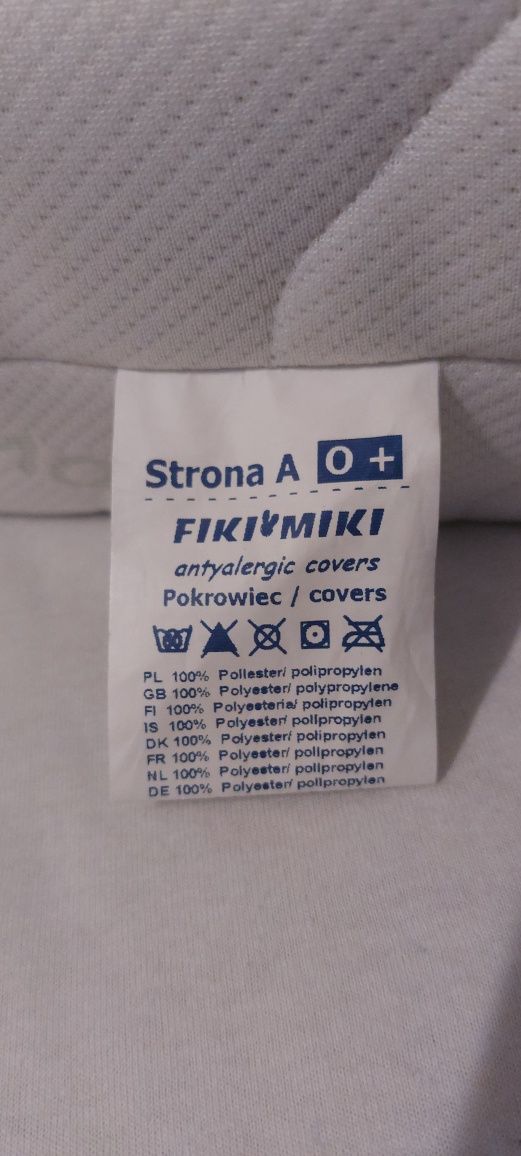 Strona A 0 +
FIKI MIKI
antyalergic covers
Pokrowiec / covers
PL 100% Poliester/ polipropylen
GB 100% Polyester/ polypropylene
FI 100% Polyesteria/ polipropylen
IS 100% Polyester/ polipropylen
DK 100% Polyester/ polipropylen
FR 100% Polyester/ polipropylen
NL 100% Polyester/ polipropylen
DE 100% Polyester/ polipropylen